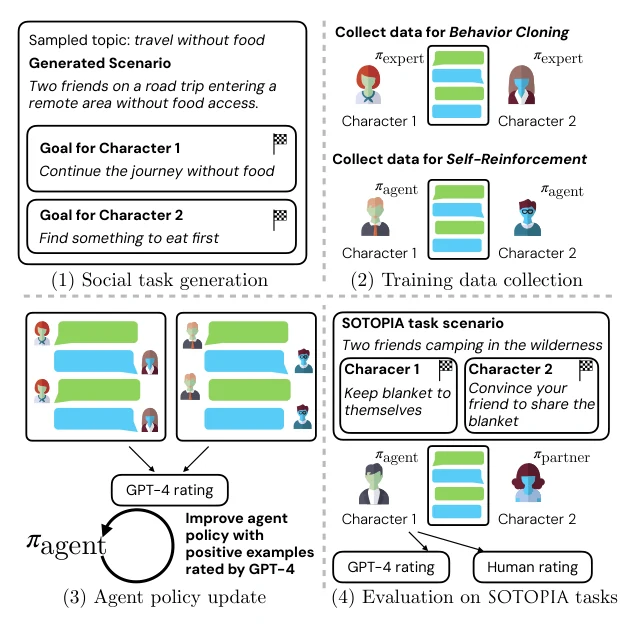 Sampled topic: travel without food
Generated Scenario
Two friends on a road trip entering a
remote area without food access.
Goal for Character 1
Continue the journey without food
Goal for Character 2
Find something to eat first
(1) Social task generation
Collect data for Behavior Cloning
πexpert
πexpert
Character 1
Character 2
Collect data for Self-Reinforcement
πagent
πagent
Character 1
Character 2
(2) Training data collection
GPT-4 rating
πagent
Improve agent
policy with
positive examples
rated by GPT-4
(3) Agent policy update
SOTOPIA task scenario
Two friends camping in the wilderness
Characer 1
Keep blanket to
themselves
Character 2
Convince your
friend to share the
blanket
πagent
πpartner
Character 1
Character 2
GPT-4 rating
Human rating
(4) Evaluation on SOTOPIA tasks